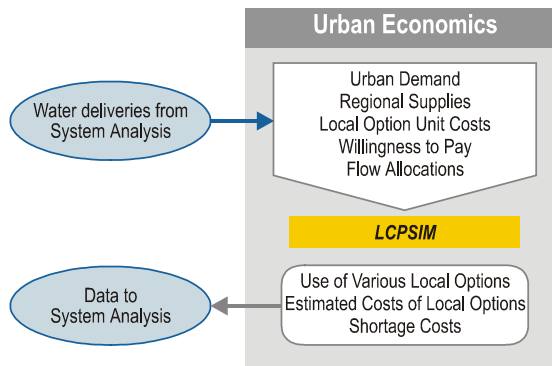 Urban Economics
Water deliveries from
System Analysis
Urban Demand
Regional Supplies
Local Option Unit Costs
Willingness to Pay
Flow Allocations
LCPSIM
Use of Various Local Options
Estimated Costs of Local Options
Shortage Costs
Data to
System Analysis